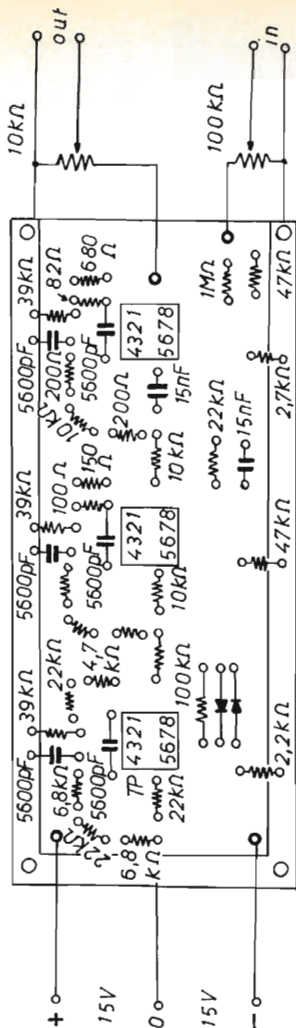 5600pF
39kΩ
5600pF
39kΩ
5600pF
39kΩ
10kΩ
out
6,8kΩ
22kΩ
100Ω
200Ω
82Ω
680
Ω
22kΩ
5600pF
4,7
kΩ
5600pF
150
Ω
10kΩ
5600pF
+
15V
0
15V
−
6,8
kΩ
TP
4321
5678
22kΩ
10kΩ
4321
5678
10kΩ
200Ω
15nF
4321
5678
100kΩ
22kΩ
15nF
1MΩ
100kΩ
in
2,2kΩ
47kΩ
2,7kΩ
47kΩ